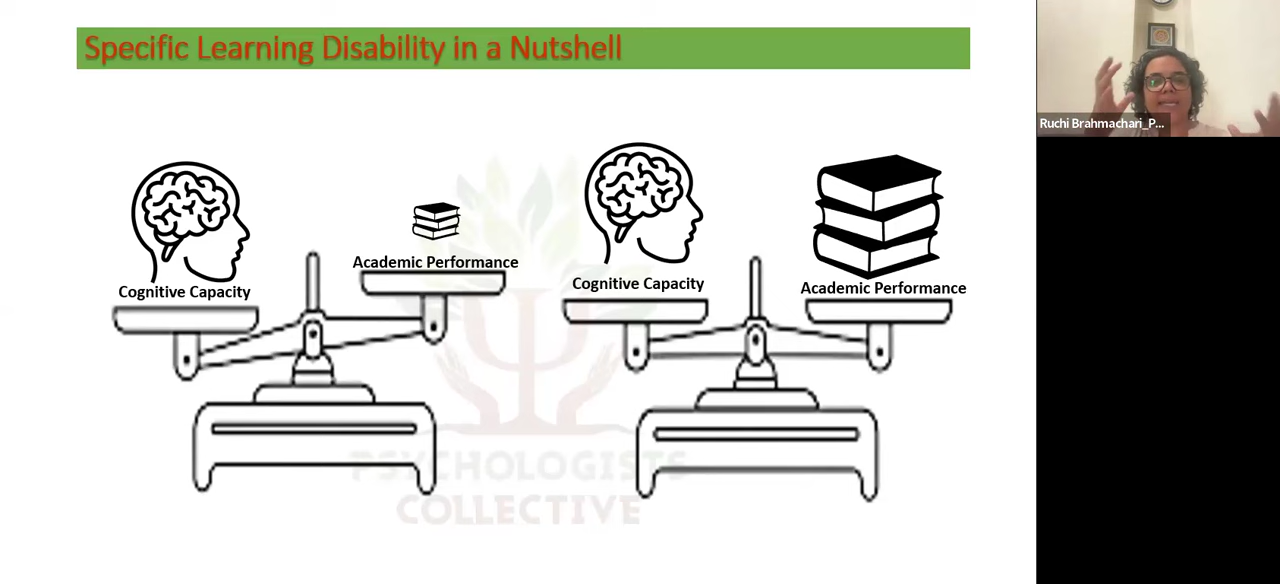 Specific Learning Disability in a Nutshell
Ruchi Brahmachari_P...
Academic Performance
Cognitive Capacity
Cognitive Capacity
Academic Performance
PSYCHOLOGISTS
COLLECTIVE